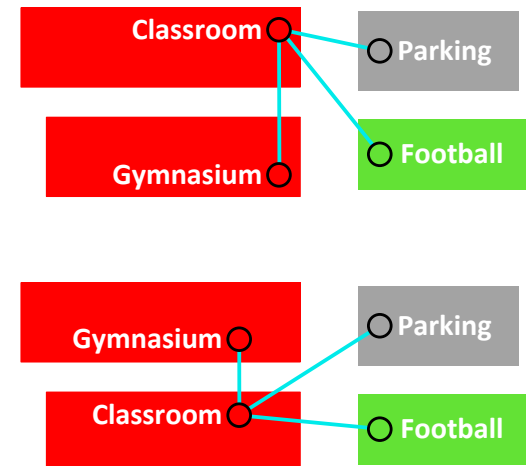 Classroom
Parking
Gymnasium
Football
Gymnasium
Parking
Classroom
Football